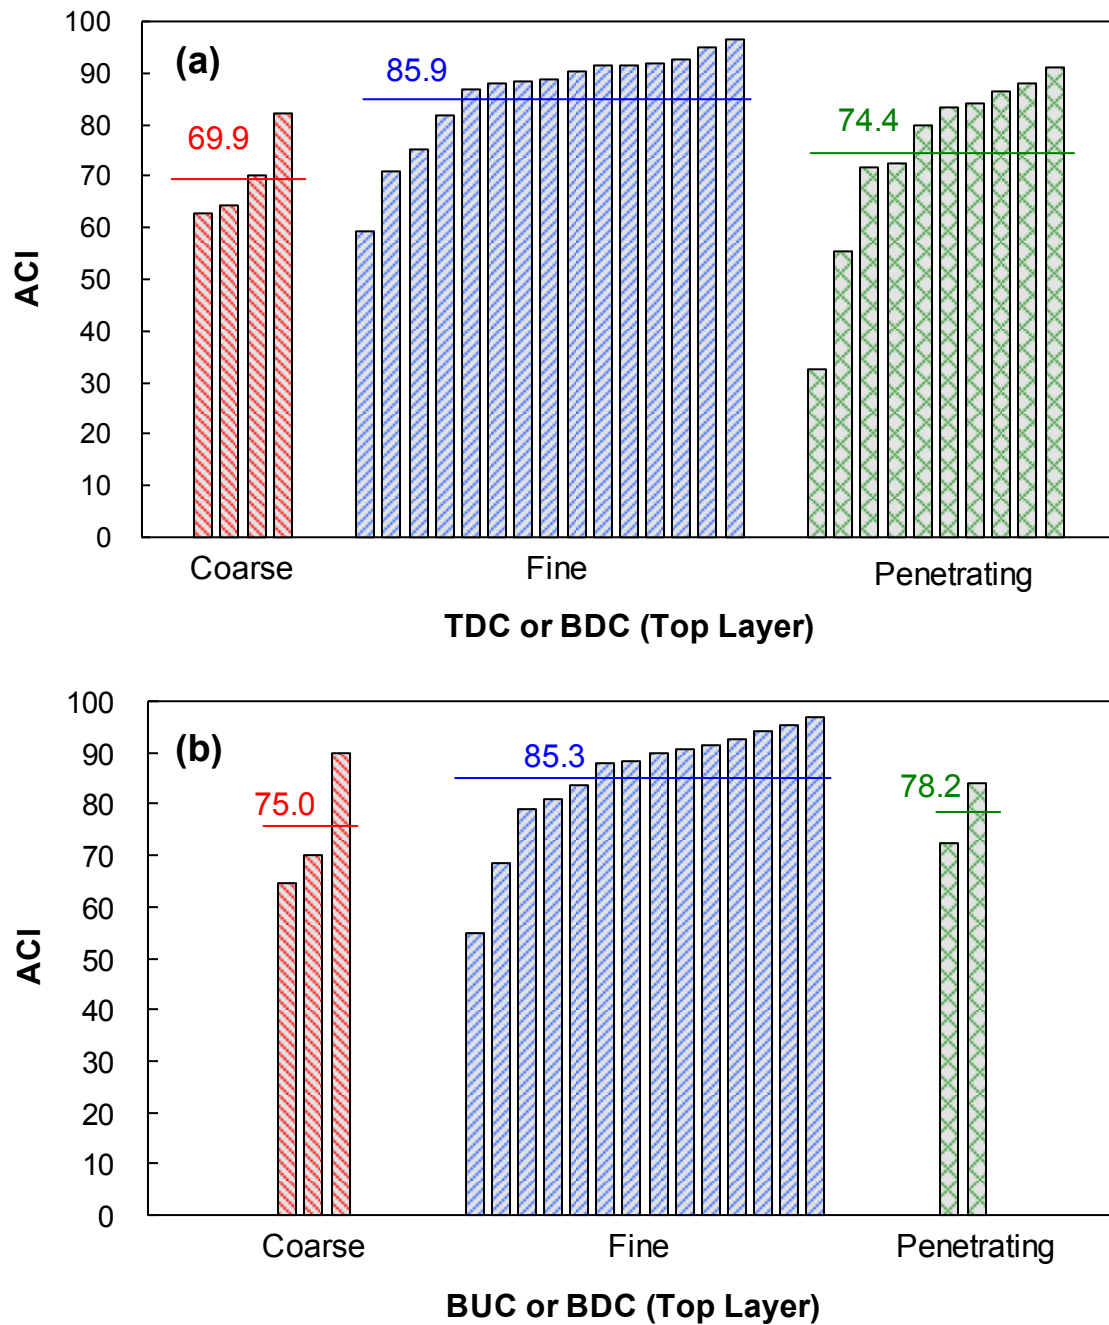 100
(a)
90
85.9
80
69.9
74.4
70
60
ACI
50
40
30
20
10
0
Coarse
Fine
Penetrating
TDC or BDC (Top Layer)
100
(b)
90
85.3
80
75.0
78.2
70
60
ACI
50
40
30
20
10
0
Coarse
Fine
Penetrating
BUC or BDC (Top Layer)